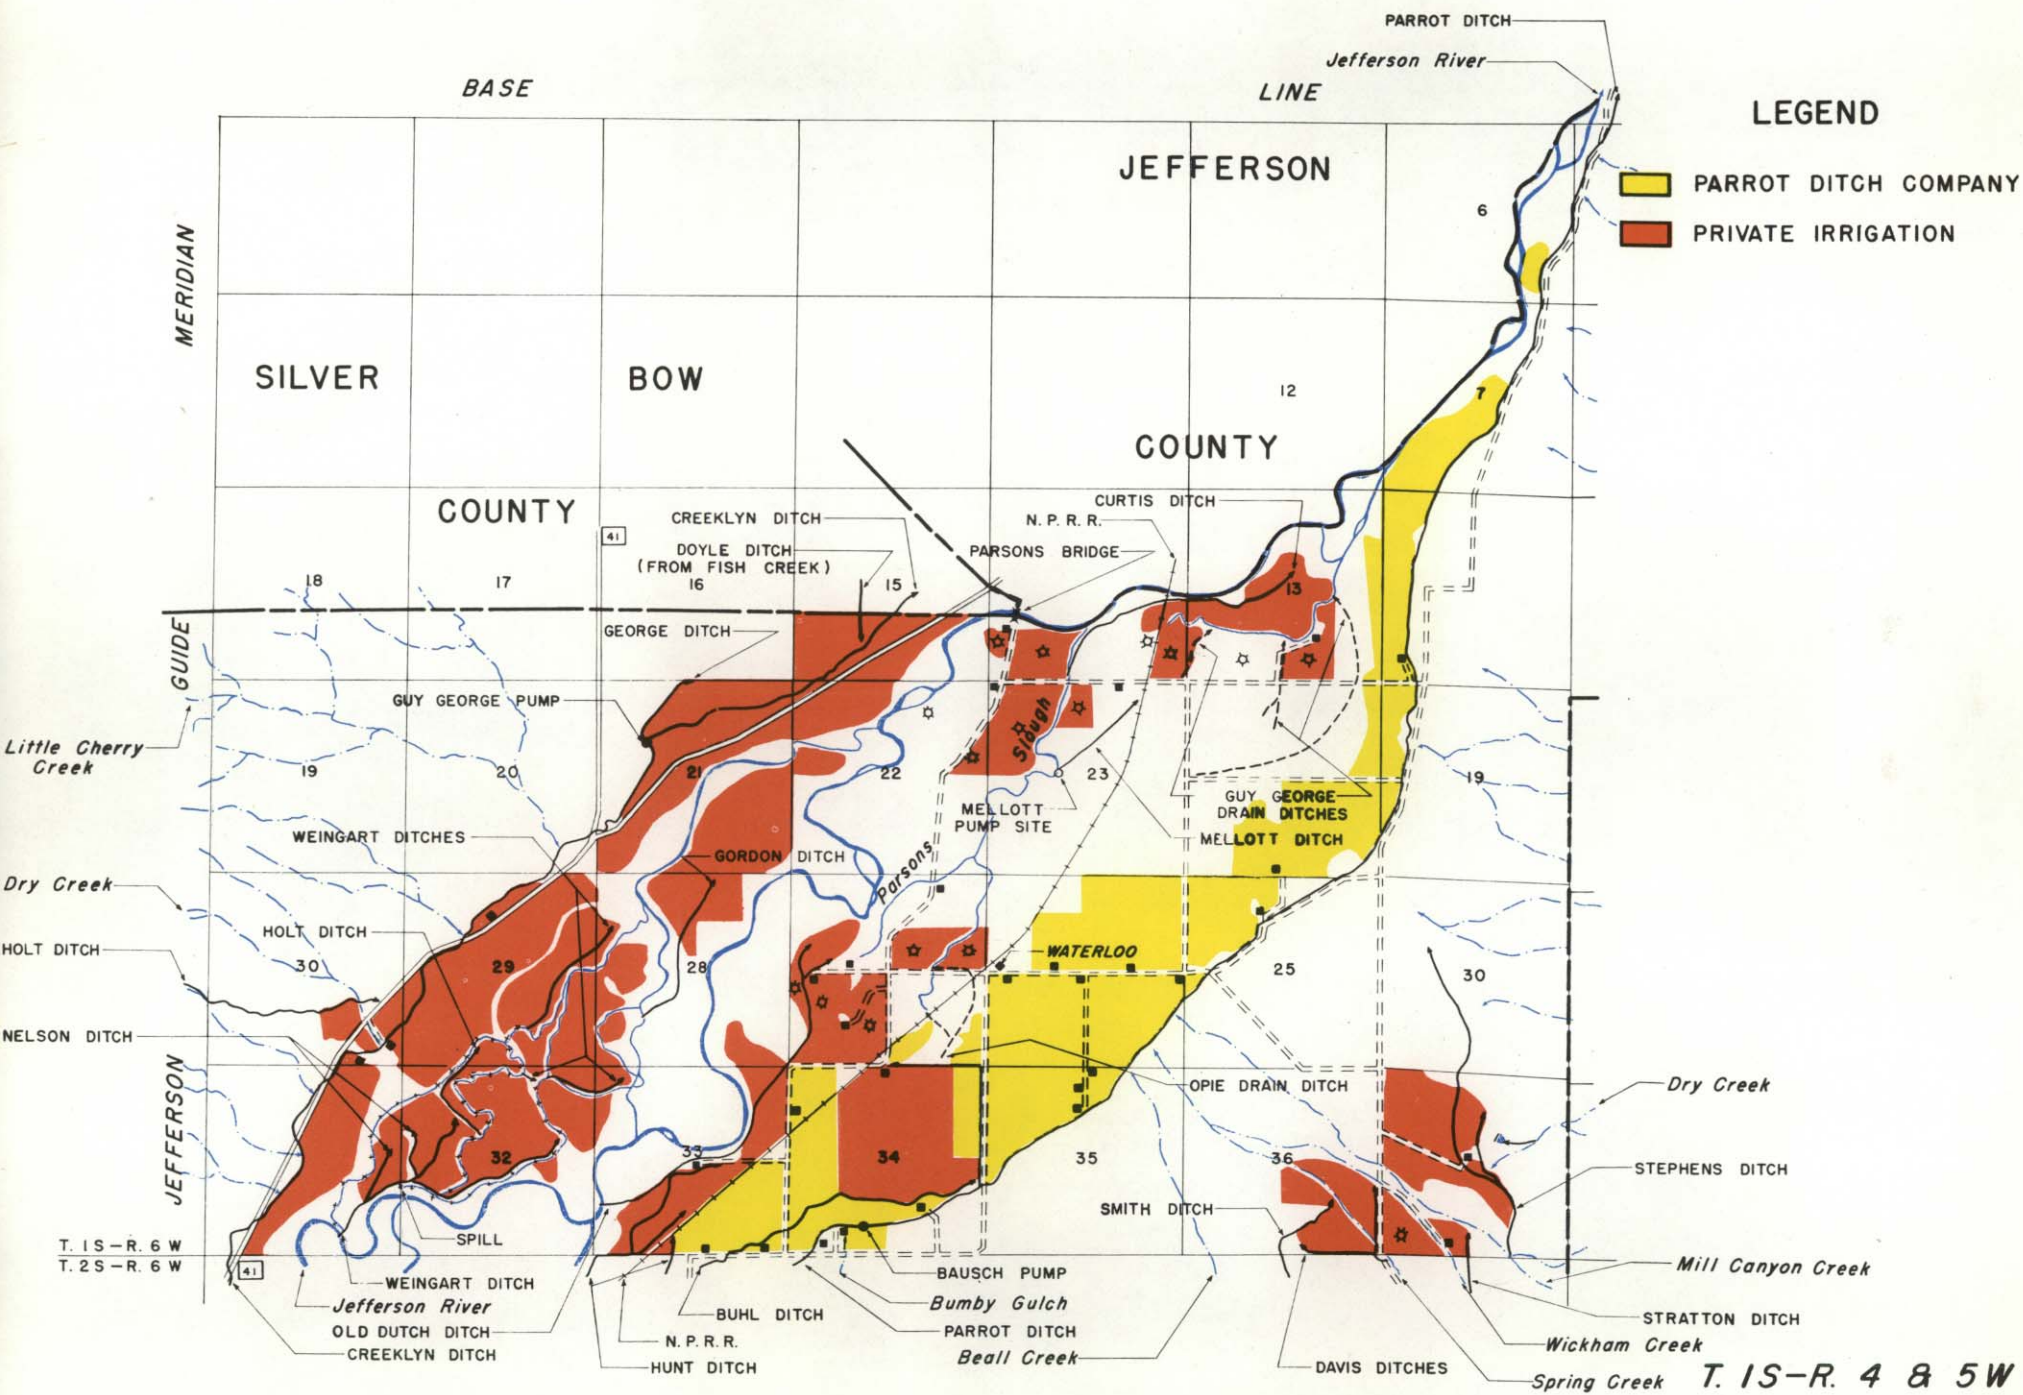 PARROT DITCH
Jefferson River
BASE
LINE
LEGEND
JEFFERSON
PARROT DITCH COMPANY
6
PRIVATE IRRIGATION
MERIDIAN
SILVER
BOW
12
7
COUNTY
COUNTY
CURTIS DITCH
CREEKLYN DITCH
N. P. R. R.
41
DOYLE DITCH
(FROM FISH CREEK)
PARSONS BRIDGE
18
17
16
15
13
GUIDE
GEORGE DITCH
GUY GEORGE PUMP
Slough
Little Cherry
Creek
19
20
21
22
23
19
MELLOTT
PUMP SITE
GUY GEORGE
DRAIN DITCHES
WEINGART DITCHES
MELLOTT DITCH
GORDON DITCH
Parsons
Dry Creek
HOLT DITCH
HOLT DITCH
WATERLOO
30
29
28
25
30
NELSON DITCH
JEFFERSON
OPIE DRAIN DITCH
Dry Creek
32
33
34
35
36
STEPHENS DITCH
SMITH DITCH
SPILL
T. 1S-R. 6 W
T. 2S-R. 6 W
41
WEINGART DITCH
BAUSCH PUMP
Mill Canyon Creek
Jefferson River
BUHL DITCH
Bumby Gulch
STRATTON DITCH
OLD DUTCH DITCH
N. P. R. R.
PARROT DITCH
Wickham Creek
CREEKLYN DITCH
HUNT DITCH
Beall Creek
DAVIS DITCHES
Spring Creek
T. 1S-R. 4 & 5W